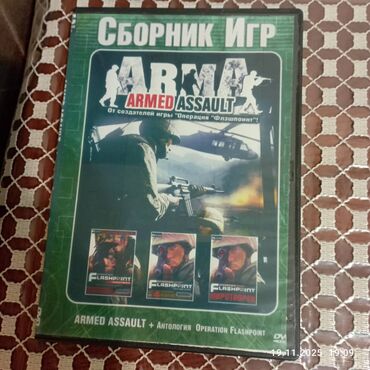 СБОРНИК ИГР
ARMA
ARMED ASSAULT
От создателей игры "Операция "Флэшпоинт"!
FLASHPOINT
FLASHPOINT
FLASHPOINT
ARMED ASSAULT + АНТОЛОГИЯ OPERATION FLASHPOINT
DVD
19.11.2025 19:09